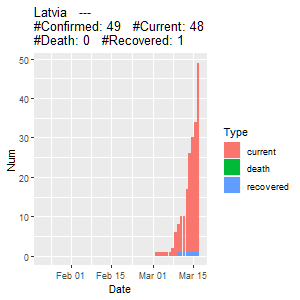 Latvia   ---
#Confirmed: 49   #Current: 48
#Death: 0   #Recovered: 1
50
40
30
20
10
0
Num
Feb 01   Feb 15   Mar 01   Mar 15
Date
Type
current
death
recovered